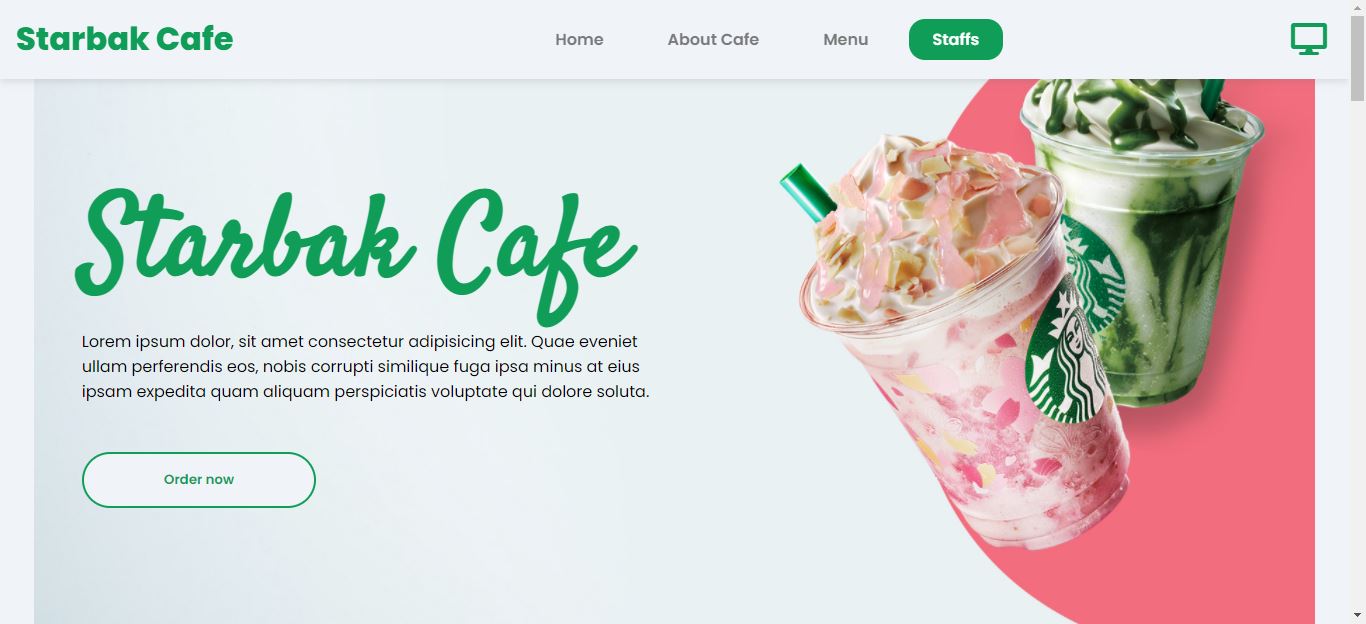 Starbak Cafe
Home
About Cafe
Menu
Staffs
Starbak Cafe
Lorem ipsum dolor, sit amet consectetur adipisicing elit. Quae eveniet
ullam perferendis eos, nobis corrupti similique fuga ipsa minus at eius
ipsam expedita quam aliquam perspiciatis voluptate qui dolore soluta.
Order now